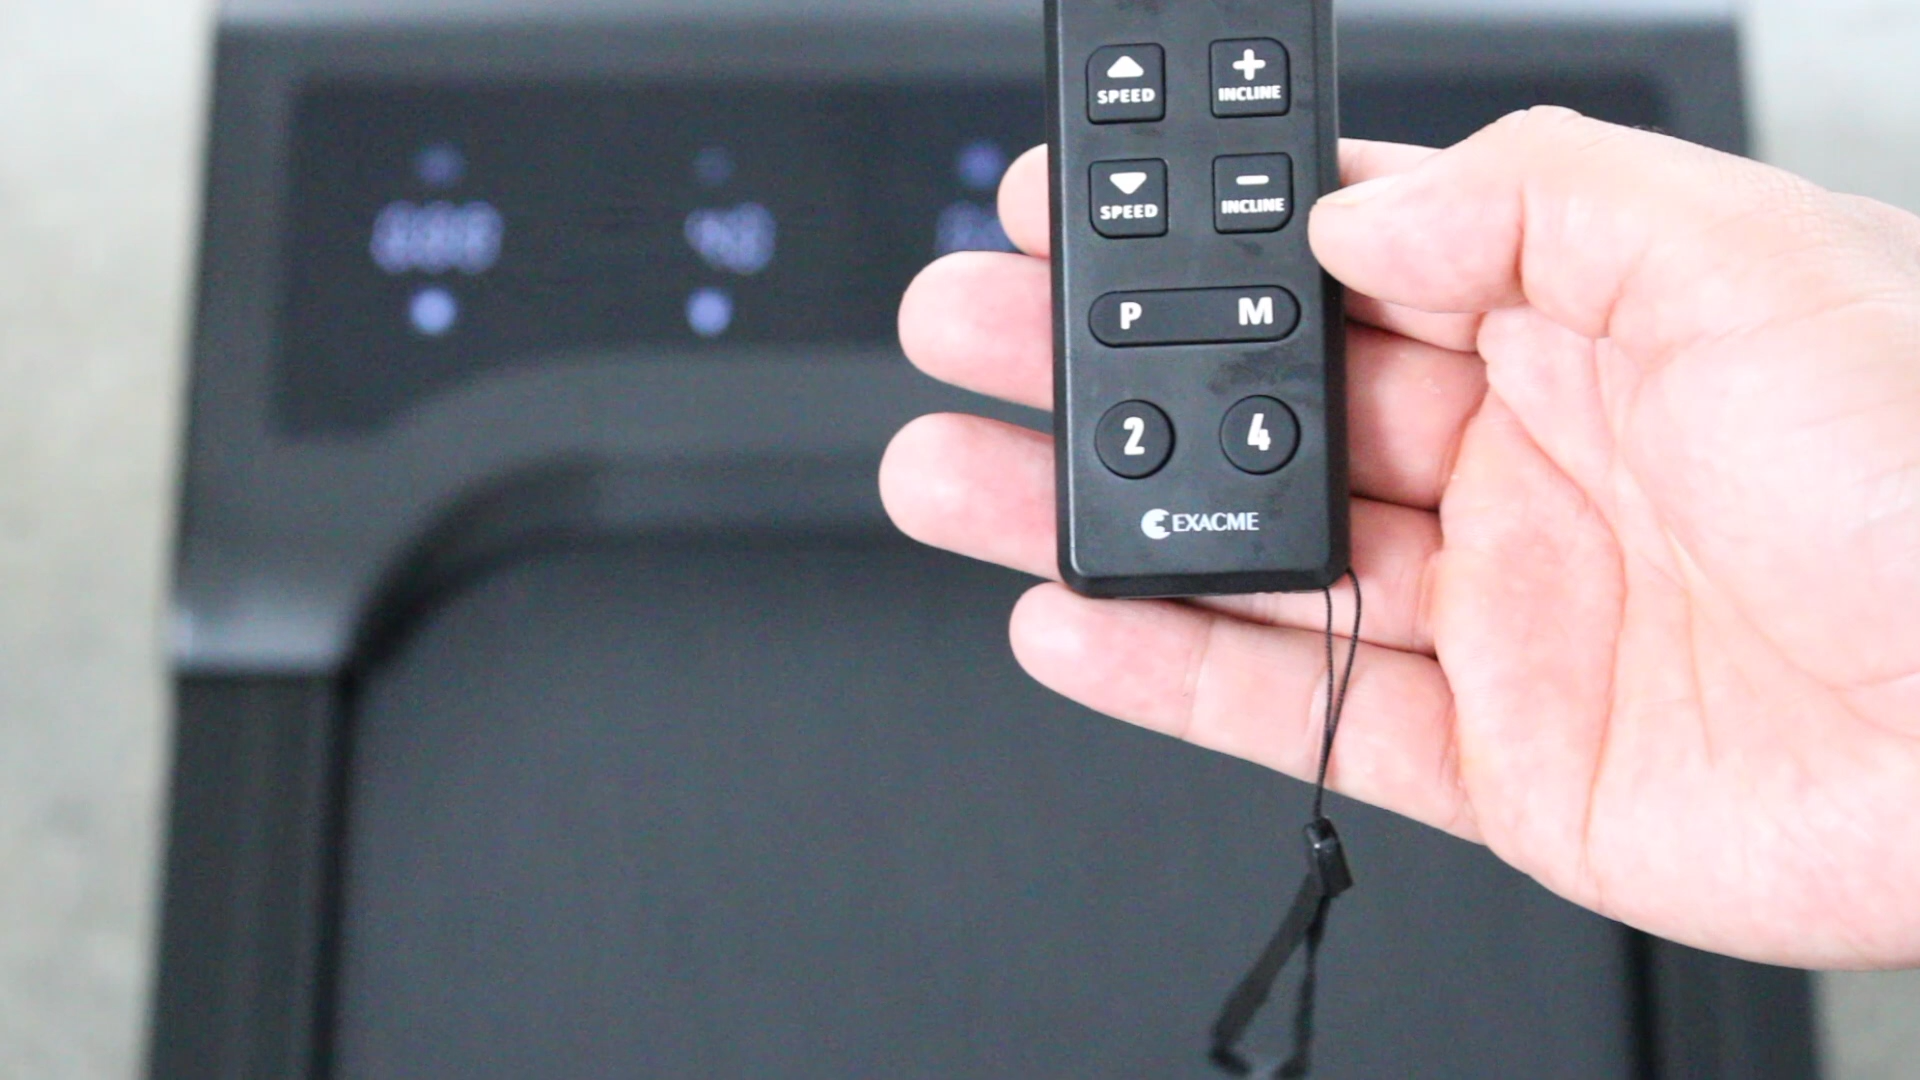 SPEED + INCLINE
SPEED - INCLINE
P M
2 4
EXACME